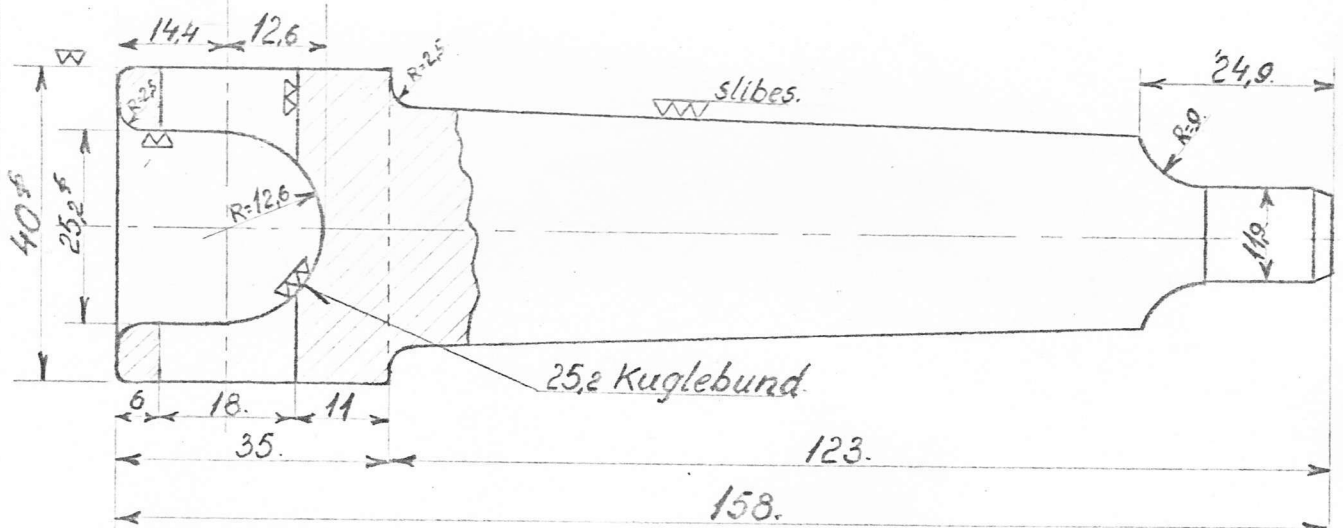 14,4
12,6
R=2,5
slibes.
24,9
R=2,5
R=9
40⌀
25,2⌀
R=12,6
11,9
25,2 Kuglebund
6
18.
11
35.
123.
158.